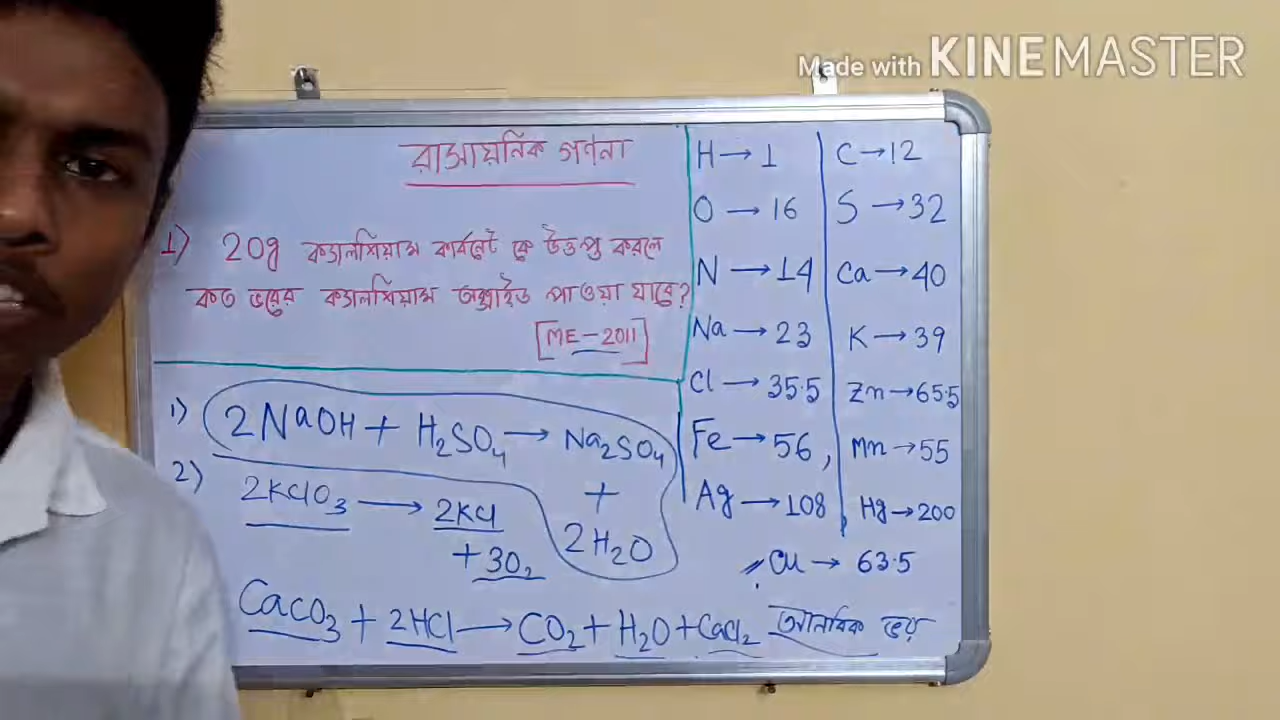 Made with KINEMASTER
রাসায়নিক গণনা
1) 20g ক্যালশিয়াম কার্বনেট কে উত্তপ্ত করলে
কত ভরের ক্যালশিয়াম অক্সাইড পাওয়া যাবে?
[ME-2011]
1) 2NaOH + H₂SO₄ → Na₂SO₄
+
2H₂O
2) 2KClO₃ → 2KCl
+ 3O₂
CaCO₃ + 2HCl → CO₂ + H₂O + CaCl₂
H → 1
O → 16
N → 14
Na → 23
Cl → 35.5
Fe → 56,
Ag → 108
C → 12
S → 32
Ca → 40
K → 39
Zn → 65.5
Mn → 55
Hg → 200
Cu → 63.5
আনবিক ভর